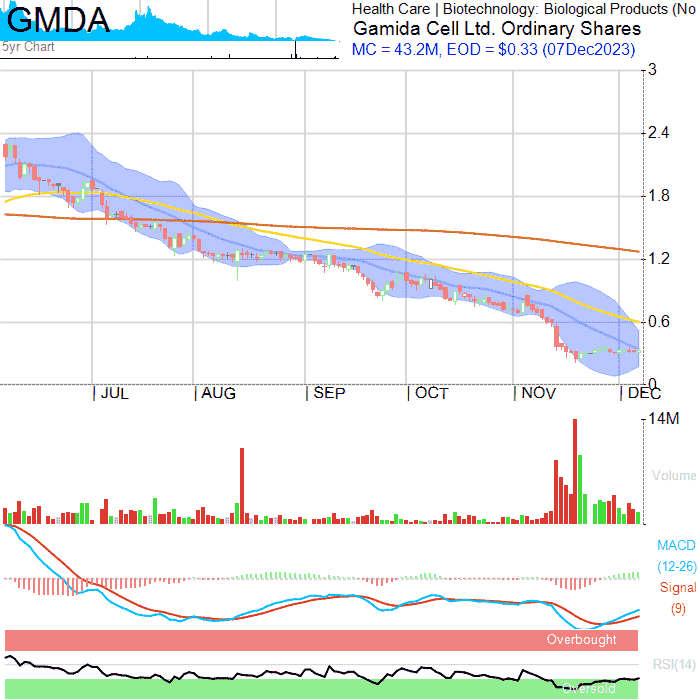 GMDA
5yr Chart
Health Care | Biotechnology: Biological Products (No
Gamida Cell Ltd. Ordinary Shares
MC = 43.2M, EOD = $0.33 (07Dec2023)
3
2.4
1.8
1.2
0.6
0
JUL AUG SEP OCT NOV DEC
14M
Volume
MACD
(12-26)
Signal
(9)
Overbought
RSI(14)
Oversold